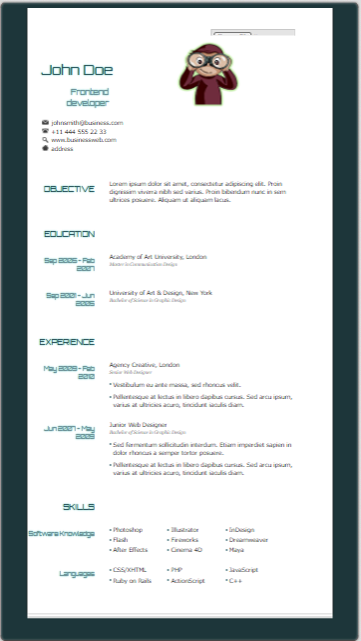 John Doe
Frontend
developer
johnsmith@business.com
+11 444 555 22 33
www.businessweb.com
address
OBJECTIVE
Lorem ipsum dolor sit amet, consectetur adipiscing elit. Proin
dignissim viverra nibh sed varius. Proin bibendum nunc in sem
ultrices posuere. Aliquam ut aliquam lacus.
EDUCATION
Sep 2005 - Feb
2007
Academy of Art University, London
Master in Communication Design
Sep 2001 - Jun
2005
University of Art & Design, New York
Bachelor of Science in Graphic Design
EXPERIENCE
May 2009 - Feb
2010
Agency Creative, London
Senior Web Designer
• Vestibulum eu ante massa, sed rhoncus velit.
• Pellentesque at lectus in libero dapibus cursus. Sed arcu ipsum,
varius at ultricies acuro, tincidunt iaculis diam.
Jun 2007 - May
2009
Junior Web Designer
Bachelor of Science in Graphic Design
• Sed fermentum sollicitudin interdum. Etiam imperdiet sapien in
dolor rhoncus a semper tortor posuere.
• Pellentesque at lectus in libero dapibus cursus. Sed arcu ipsum,
varius at ultricies acuro, tincidunt iaculis diam.
SKILLS
Software Knowledge
• Photoshop • Illustrator • InDesign
• Flash • Fireworks • Dreamweaver
• After Effects • Cinema 4D • Maya
Languages
• CSS/XHTML • PHP • JavaScript
• Ruby on Rails • ActionScript • C++